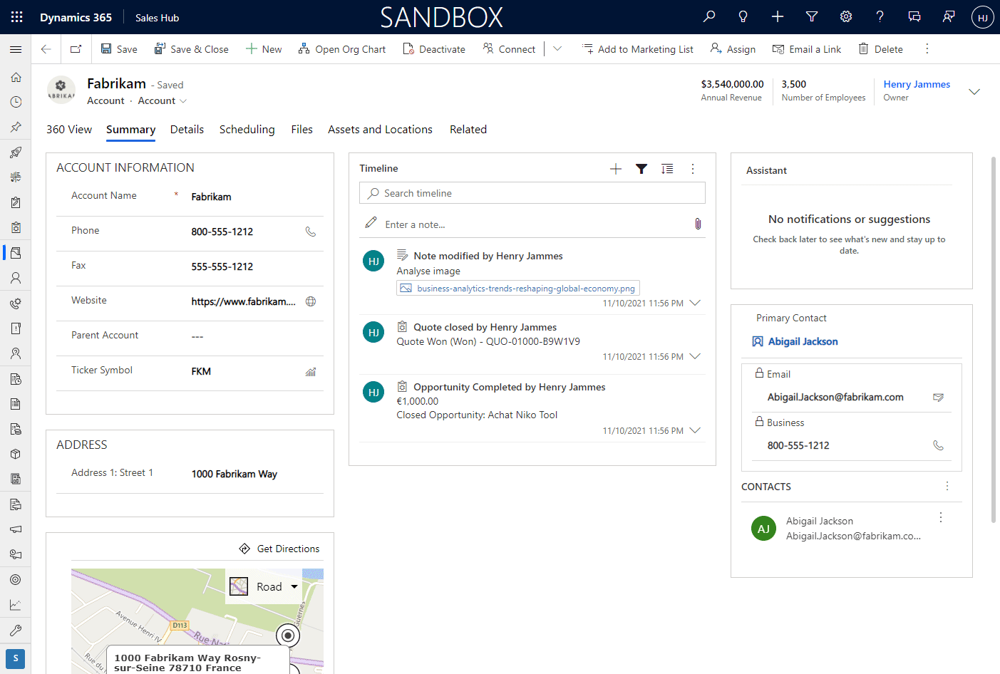 Dynamics 365 Sales Hub SANDBOX HJ
Save Save & Close New Open Org Chart Deactivate Connect Add to Marketing List Assign Email a Link Delete
ABRIKA
Fabrikam - Saved
Account · Account
$3,540,000.00
Annual Revenue
3,500
Number of Employees
Henry Jammes
Owner
360 View Summary Details Scheduling Files Assets and Locations Related
ACCOUNT INFORMATION
Account Name * Fabrikam
Phone 800-555-1212
Fax 555-555-1212
Website https://www.fabrikam....
Parent Account ---
Ticker Symbol FKM
ADDRESS
Address 1: Street 1 1000 Fabrikam Way
Get Directions
Road
Avenue Henri IV
D113
Rue Na
Guernes
Rue du
1000 Fabrikam Way Rosny-
sur-Seine 78710 France
Timeline
Search timeline
Enter a note...
HJ
Note modified by Henry Jammes
Analyse image
business-analytics-trends-reshaping-global-economy.png
11/10/2021 11:56 PM
HJ
Quote closed by Henry Jammes
Quote Won (Won) - QUO-01000-B9W1V9
11/10/2021 11:56 PM
HJ
Opportunity Completed by Henry Jammes
€1,000.00
Closed Opportunity: Achat Niko Tool
11/10/2021 11:56 PM
Assistant
No notifications or suggestions
Check back later to see what's new and stay up to
date.
Primary Contact
Abigail Jackson
Email
Abigail.Jackson@fabrikam.com
Business
800-555-1212
CONTACTS
AJ
Abigail Jackson
Abigail.Jackson@fabrikam.co...
S